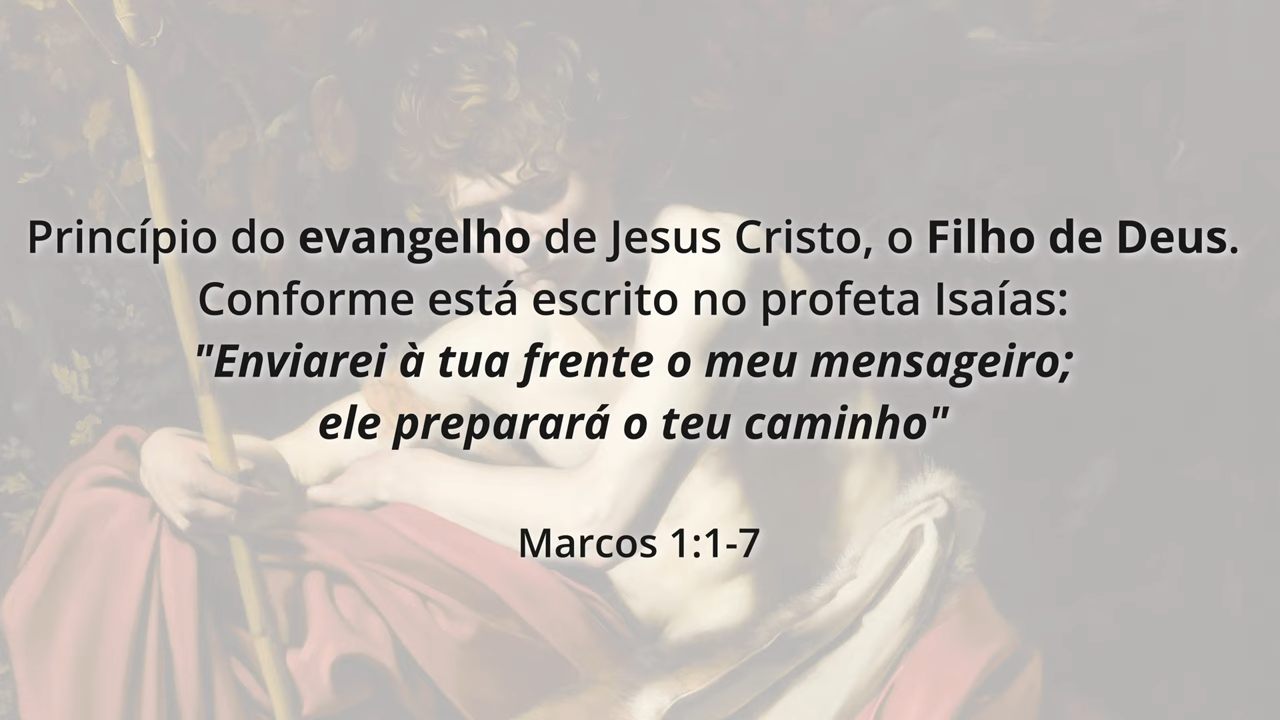 Princípio do evangelho de Jesus Cristo, o Filho de Deus.
Conforme está escrito no profeta Isaías:
"Enviarei à tua frente o meu mensageiro;
ele preparará o teu caminho"
Marcos 1:1-7